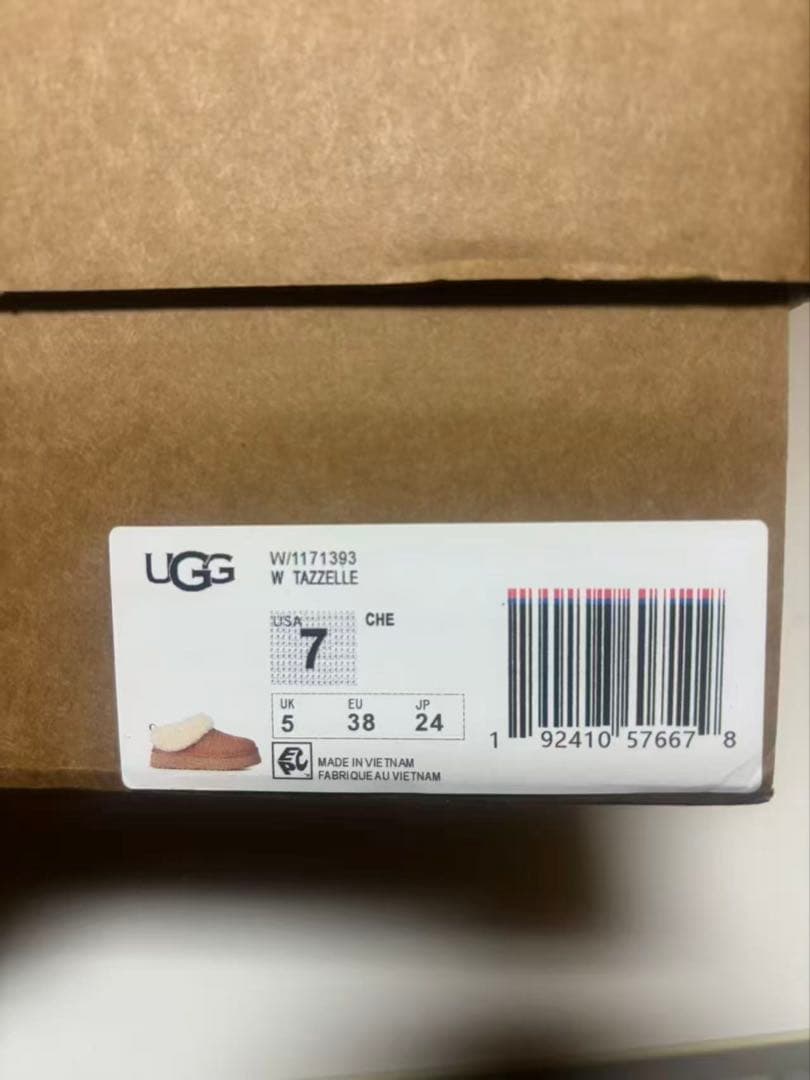 UGG
W/1171393
W TAZZELLE
USA
7
CHE
UK EU JP
5 38 24
MADE IN VIETNAM
FABRIQUE AU VIETNAM
1 92410 57667 8